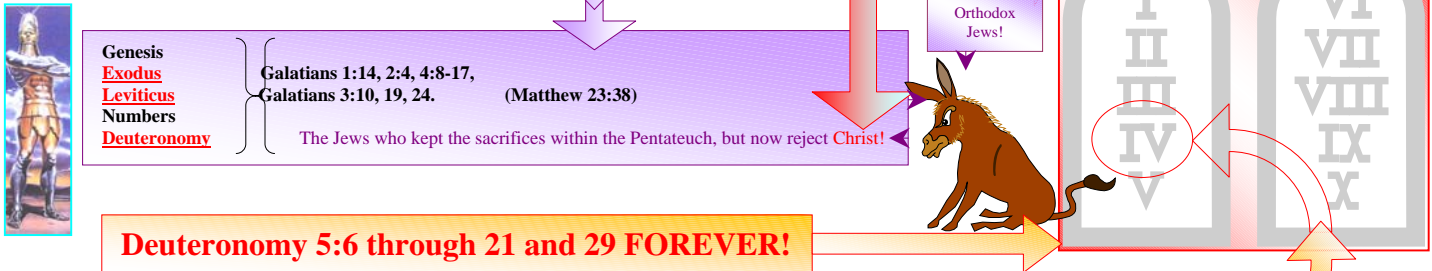 Orthodox
Jews!
Genesis
Exodus
Leviticus
Numbers
Deuteronomy
Galatians 1:14, 2:4, 4:8-17,
Galatians 3:10, 19, 24. (Matthew 23:38)
The Jews who kept the sacrifices within the Pentateuch, but now reject Christ!
I
II
III
IV
V
VI
VII
VIII
IX
X
Deuteronomy 5:6 through 21 and 29 FOREVER!